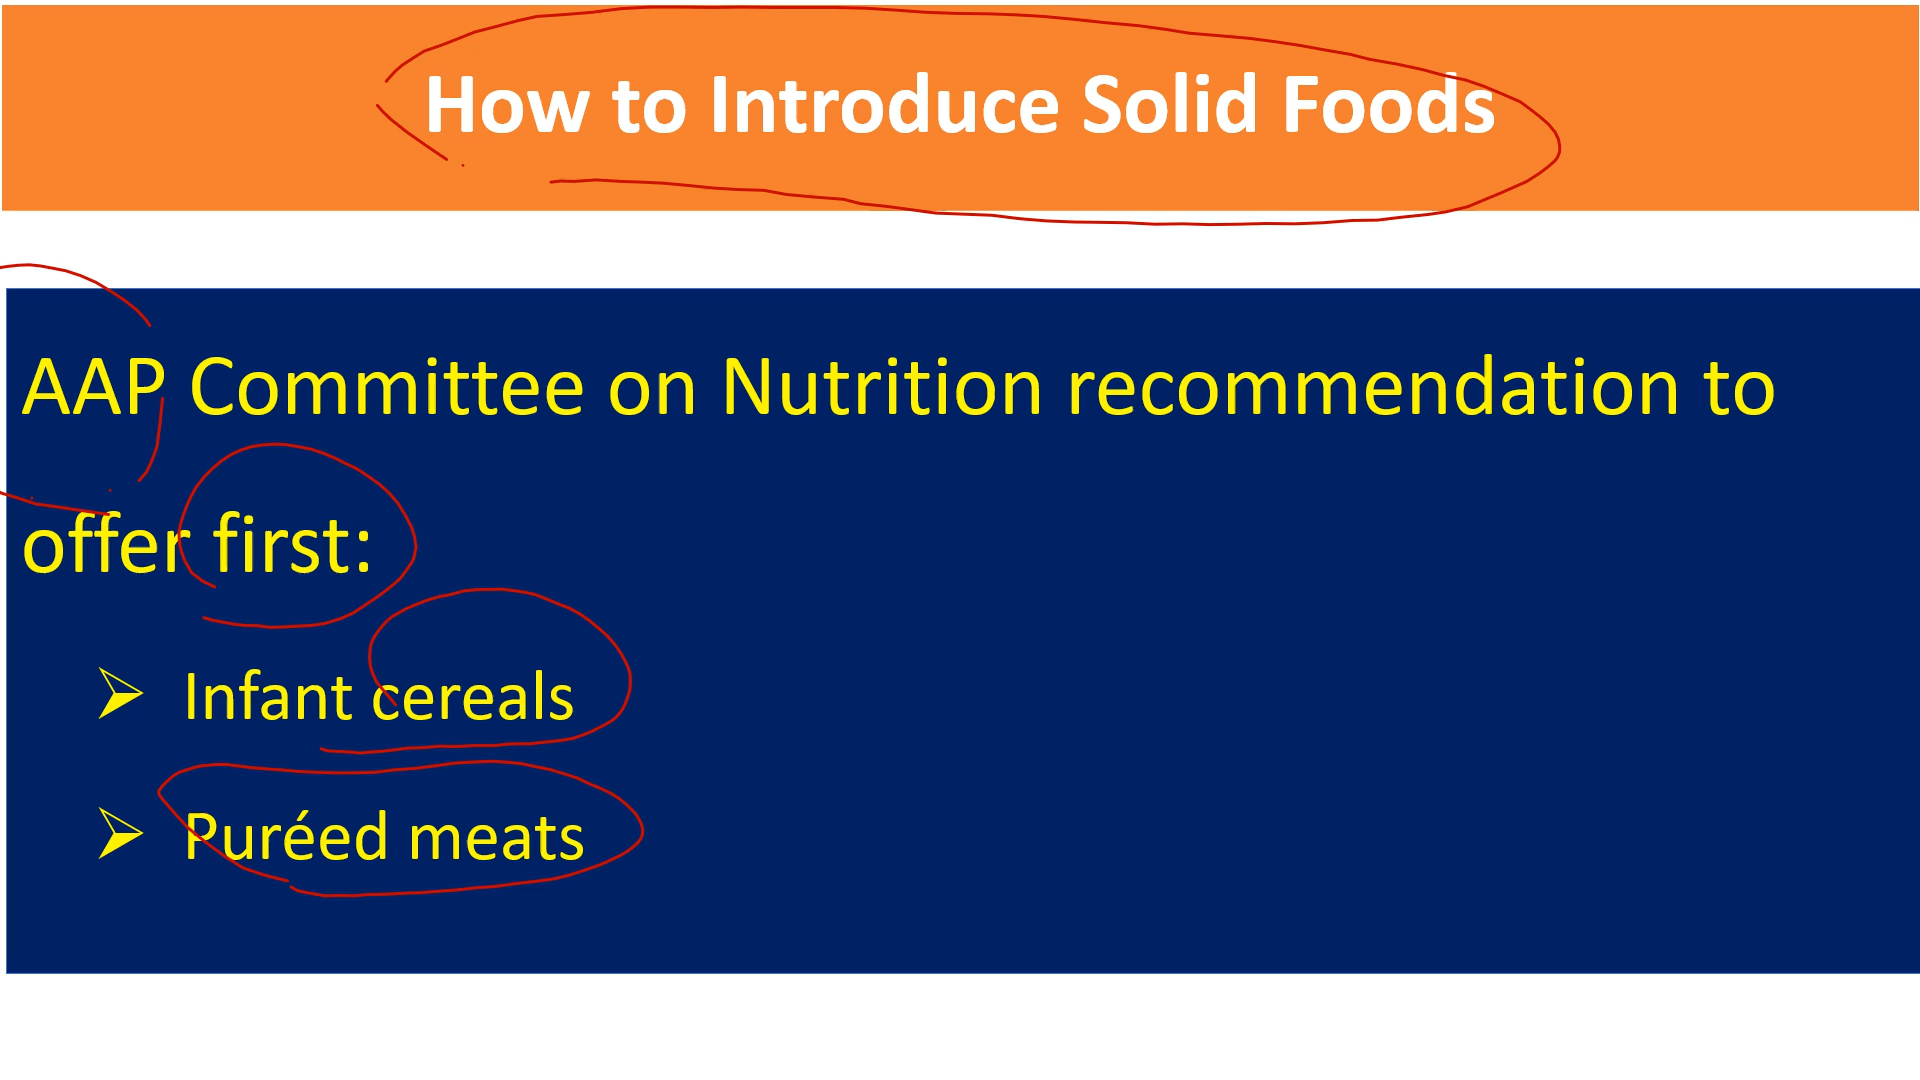 How to Introduce Solid Foods
AAP Committee on Nutrition recommendation to
offer first:
Infant cereals
Puréed meats